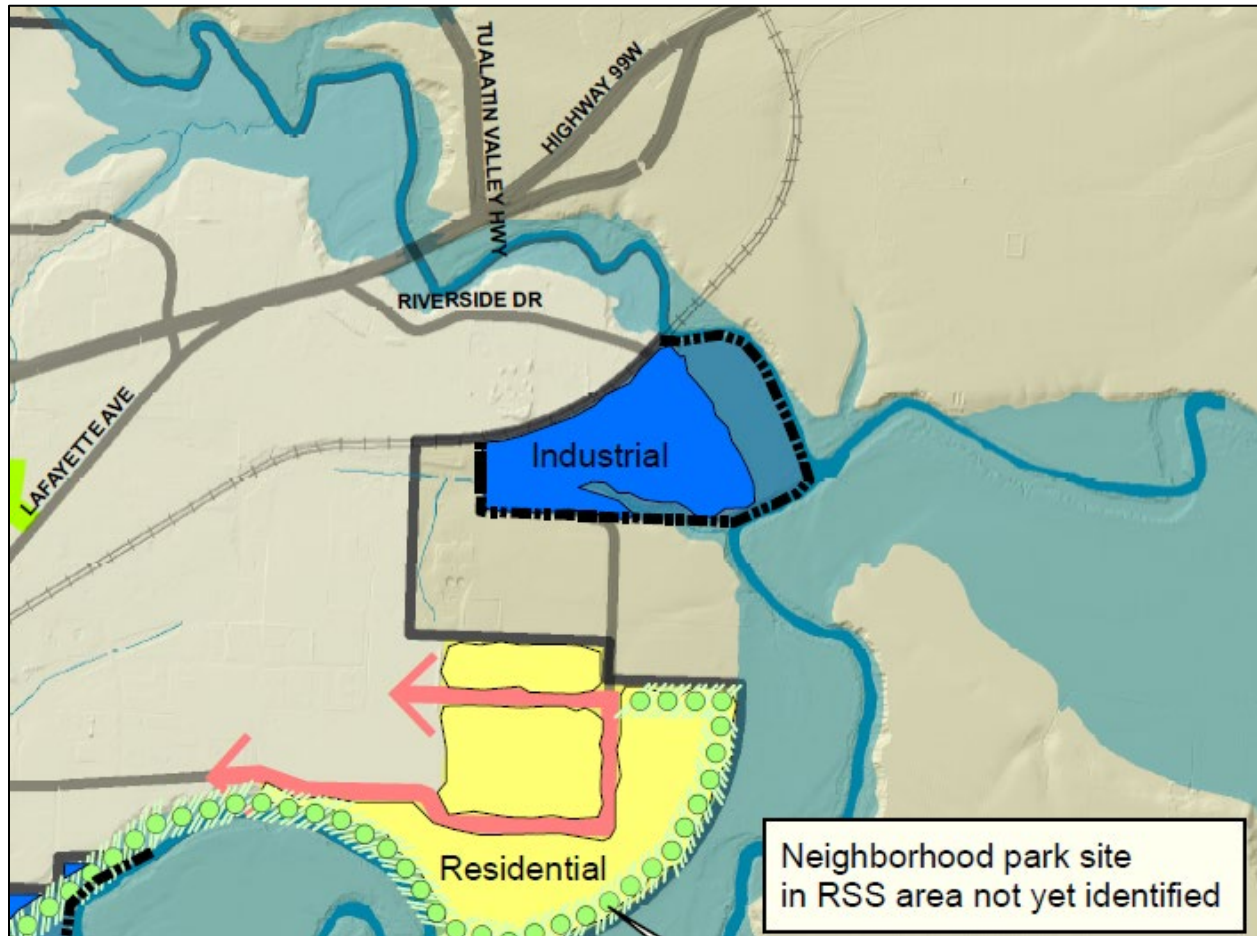 TUALATIN VALLEY HWY
HIGHWAY 99W
RIVERSIDE DR
LAFAYETTE AVE
Industrial
Residential
Neighborhood park site
in RSS area not yet identified